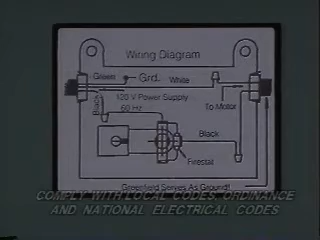 Wiring Diagram
Green
Grd.
White
120 V Power Supply
60 Hz
To Motor
Black
Black
Firestat
Greenfield Serves As Ground!
COMPLY WITH LOCAL CODES, ORDINANCE
AND NATIONAL ELECTRICAL CODES